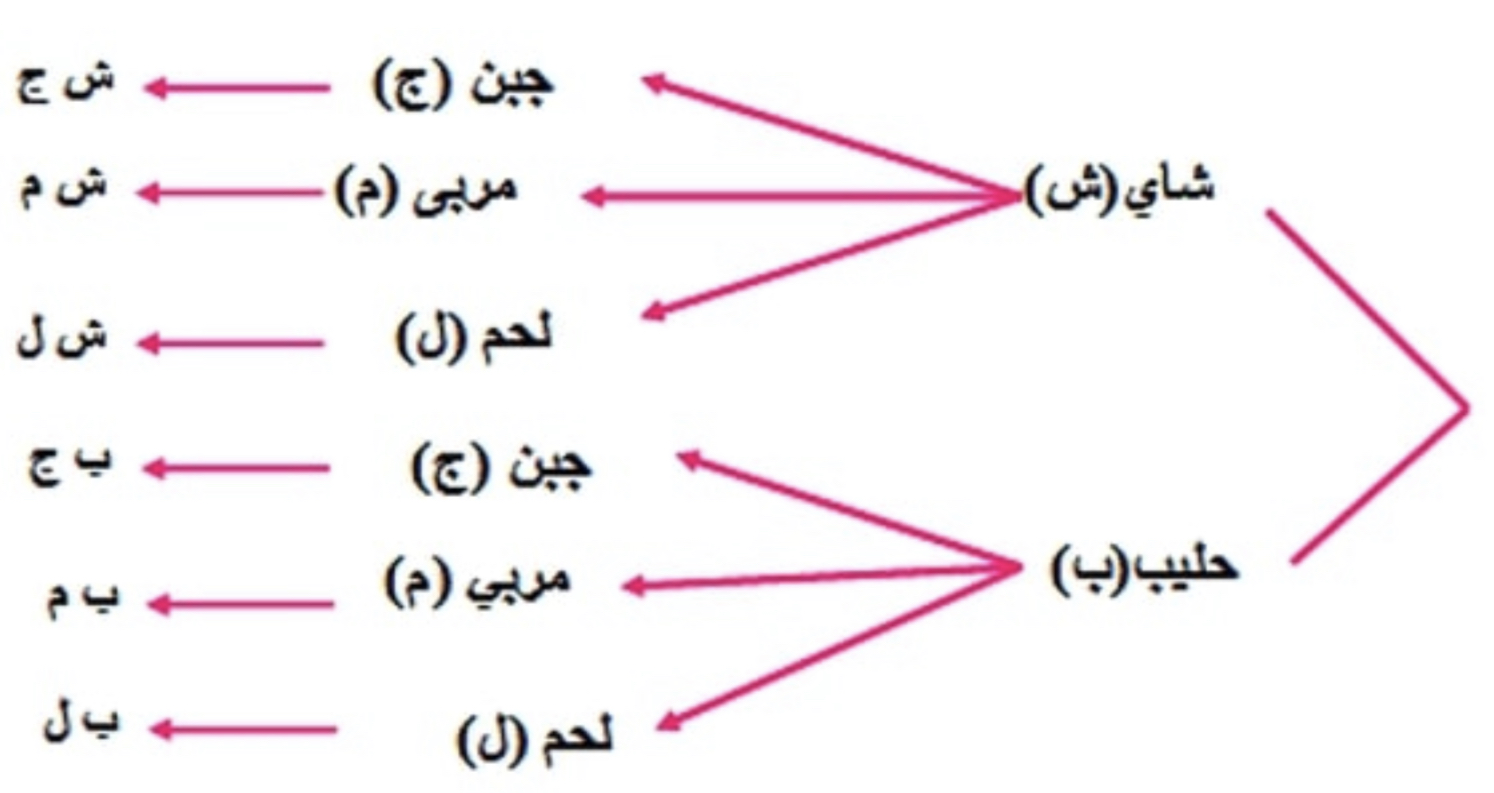 جبن (ج) ش ج
شاي(ش) مربى (م) ش م
لحم (ل) ش ل
جبن (ج) ب ج
حليب(ب) مربي (م) ب م
لحم (ل) ب ل